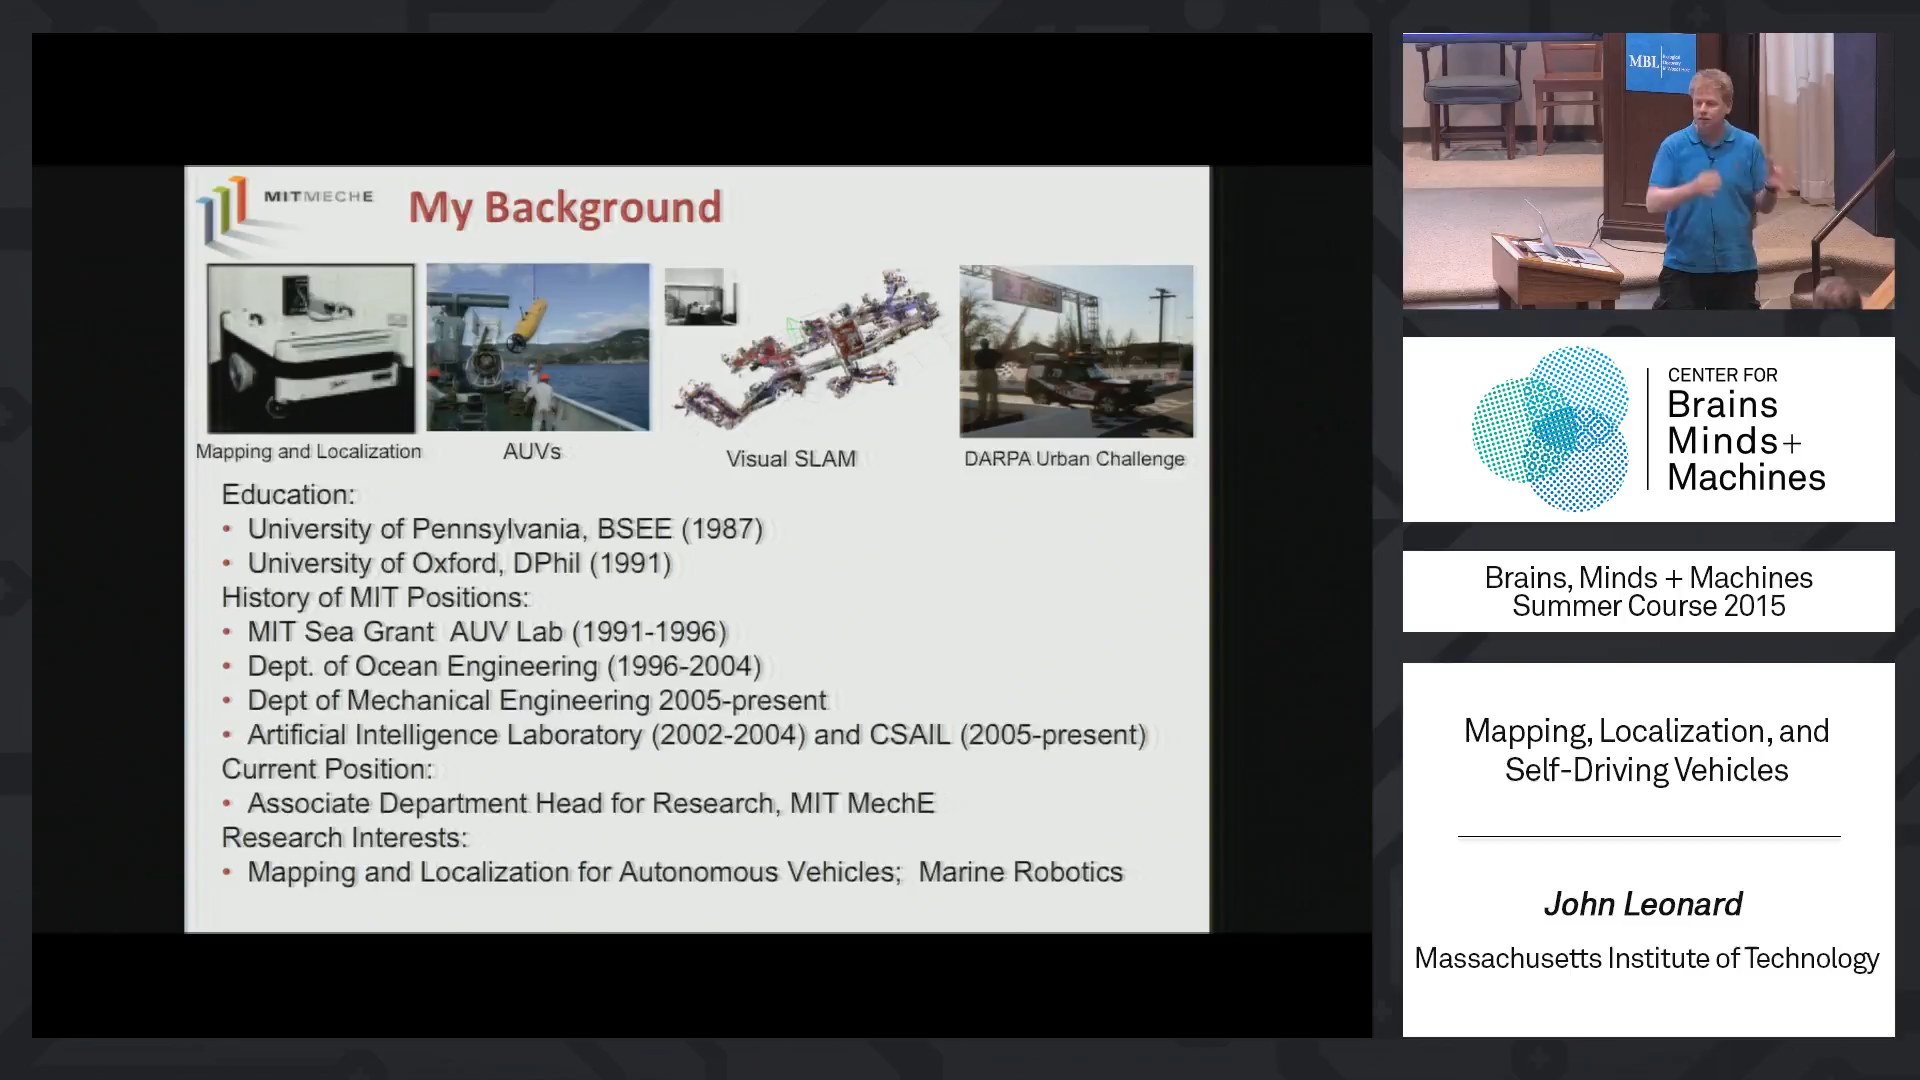 MITMECHE
My Background
Mapping and Localization
AUVs
Visual SLAM
DARPA Urban Challenge
Education:
• University of Pennsylvania, BSEE (1987)
• University of Oxford, DPhil (1991)
History of MIT Positions:
• MIT Sea Grant AUV Lab (1991-1996)
• Dept. of Ocean Engineering (1996-2004)
• Dept of Mechanical Engineering 2005-present
• Artificial Intelligence Laboratory (2002-2004) and CSAIL (2005-present)
Current Position:
• Associate Department Head for Research, MIT MechE
Research Interests:
• Mapping and Localization for Autonomous Vehicles; Marine Robotics
MBL
CENTER FOR
Brains
Minds+
Machines
Brains, Minds + Machines
Summer Course 2015
Mapping, Localization, and
Self-Driving Vehicles
John Leonard
Massachusetts Institute of Technology